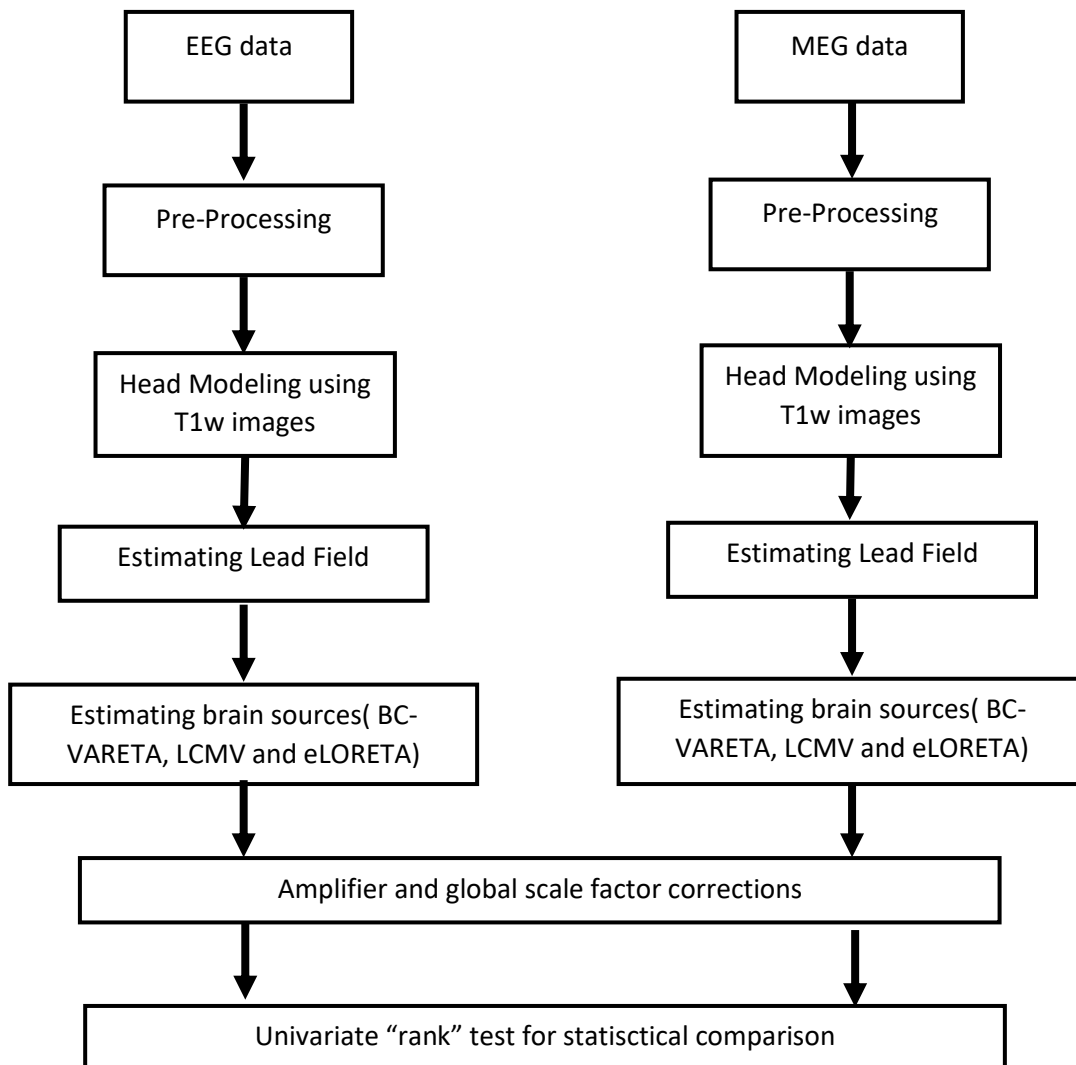 EEG data
MEG data
Pre-Processing
Pre-Processing
Head Modeling using
T1w images
Head Modeling using
T1w images
Estimating Lead Field
Estimating Lead Field
Estimating brain sources( BC-
VARETA, LCMV and eLORETA)
Estimating brain sources( BC-
VARETA, LCMV and eLORETA)
Amplifier and global scale factor corrections
Univariate “rank” test for statisctical comparison